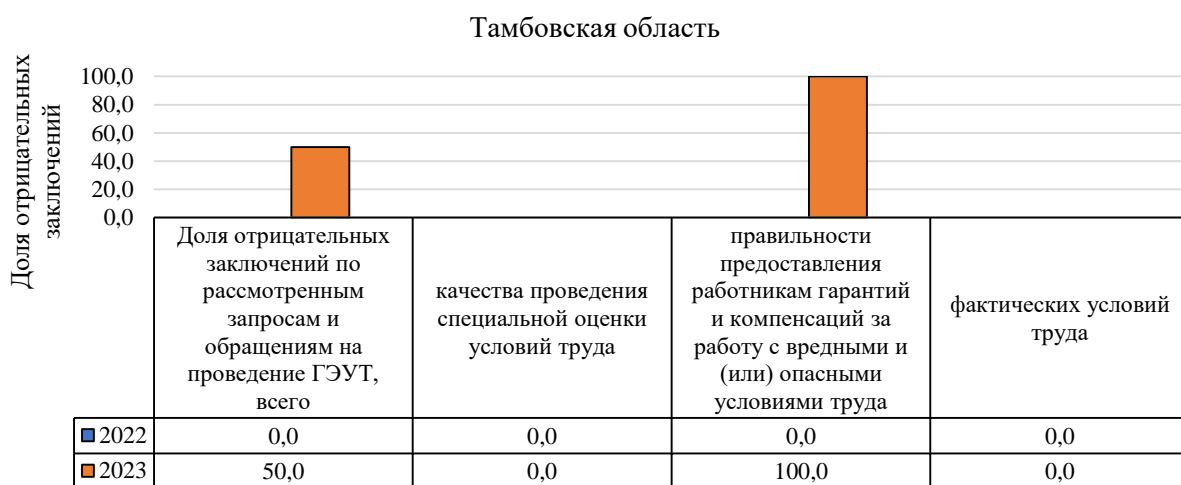 Тамбовская область
Доля отрицательных
заключений
100,0
80,0
60,0
40,0
20,0
0,0
Доля отрицательных
заключений по
рассмотренным
запросам и
обращениям на
проведение ГЭУТ,
всего
качества проведения
специальной оценки
условий труда
правильности
предоставления
работникам гарантий
и компенсаций за
работу с вредными и
(или) опасными
условиями труда
фактических условий
труда
2022 0,0 0,0 0,0 0,0
2023 50,0 0,0 100,0 0,0